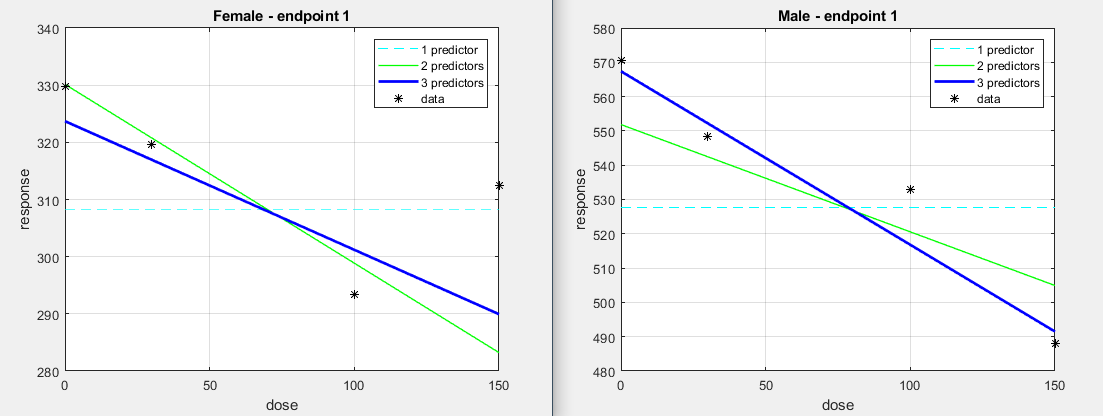 Female - endpoint 1
340
330
320
310
300
290
280
0
50
100
150
response
dose
1 predictor
2 predictors
3 predictors
data
Male - endpoint 1
580
570
560
550
540
530
520
510
500
490
480
0
50
100
150
response
dose
1 predictor
2 predictors
3 predictors
data